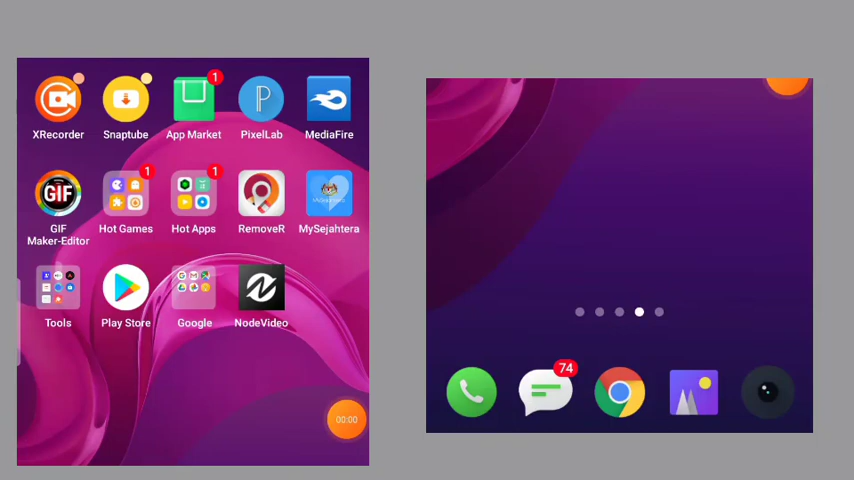 1
XRecorder
Snaptube
App Market
PixelLab
MediaFire
GIF
1
1
GIF
Maker-Editor
Hot Games
Hot Apps
RemoveR
MySejahtera
Tools
Play Store
Google
NodeVideo
00:00
74